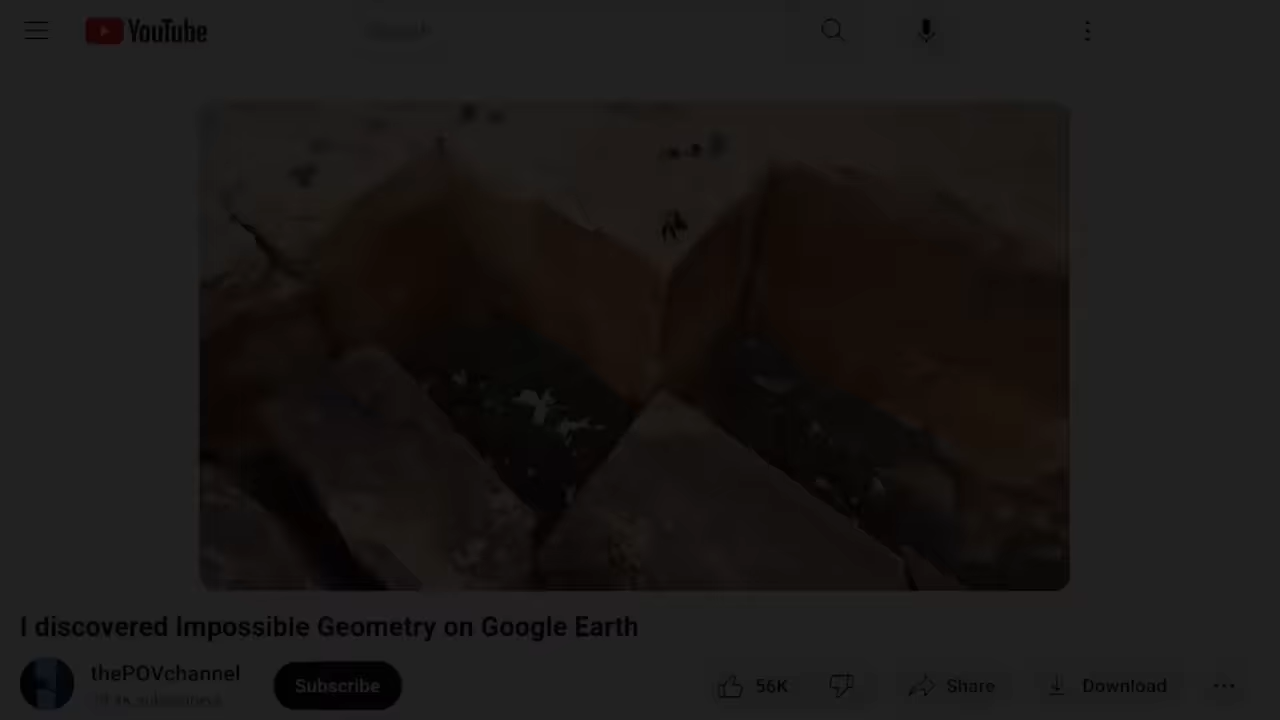 YouTube
I discovered Impossible Geometry on Google Earth
thePOVchannel
Subscribe
56K
Share
Download